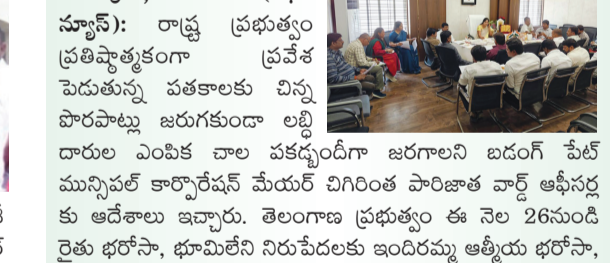 న్యూస్): రాష్ట్ర ప్రభుత్వం
ప్రతిష్ఠాత్మకంగా ప్రవేశ
పెడుతున్న పతకాలకు చిన్న
పొరపాట్లు జరుగకుండా లబ్ధి
దారుల ఎంపిక చాల పకడ్బందీగా జరగాలని బడంగ్ పేట్
మున్సిపల్ కార్పొరేషన్ మేయర్ చిగిరింత పారిజాత వార్డ్ ఆఫీసర్ల
కు ఆదేశాలు ఇచ్చారు. తెలంగాణ ప్రభుత్వం ఈ నెల 26నుండి
రైతు భరోసా, భూమిలేని నిరుపేదలకు ఇందిరమ్మ ఆత్మీయ భరోసా,